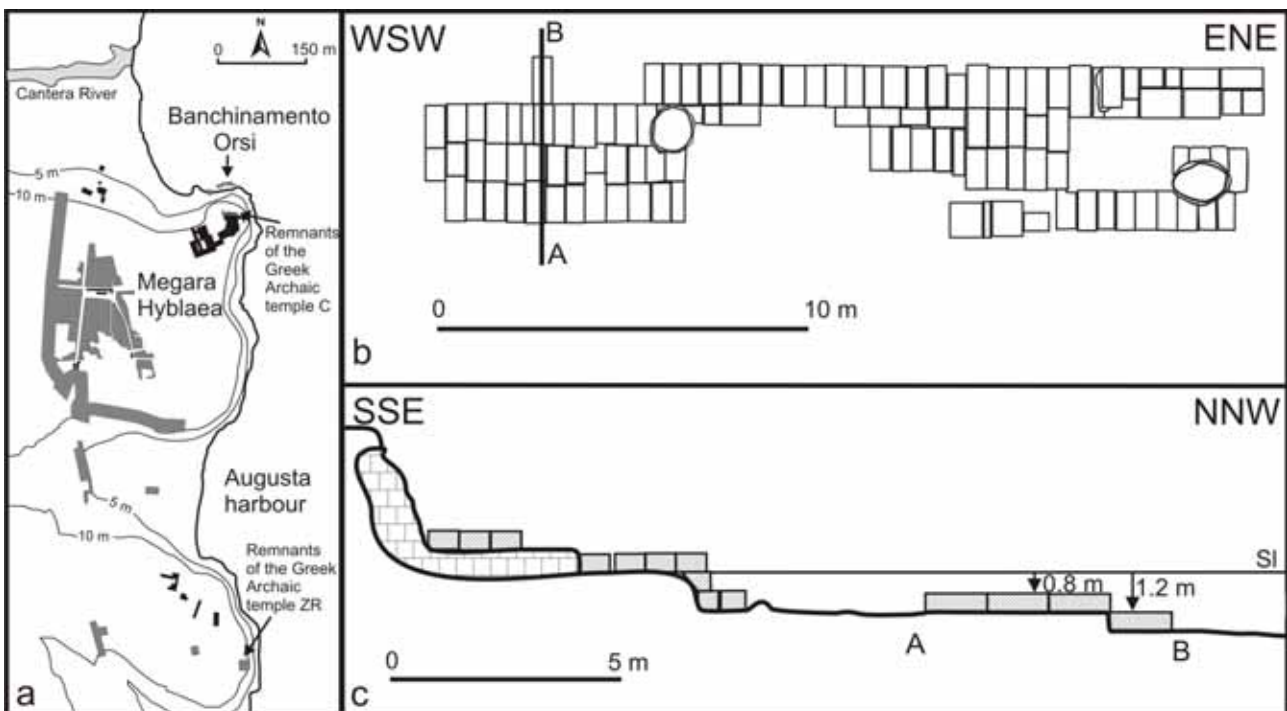 N
0 150 m
Cantera River
Banchinamento
Orsi
5 m
10 m
Remnants
of the
Greek
Archaic
temple C
Megara
Hyblaea
Augusta
harbour
5 m
10 m
Remnants
of the Greek
Archaic
temple ZR
a
WSW B ENE
A
0 10 m
b
SSE NNW
Sl
0.8 m 1.2 m
A B
0 5 m
c